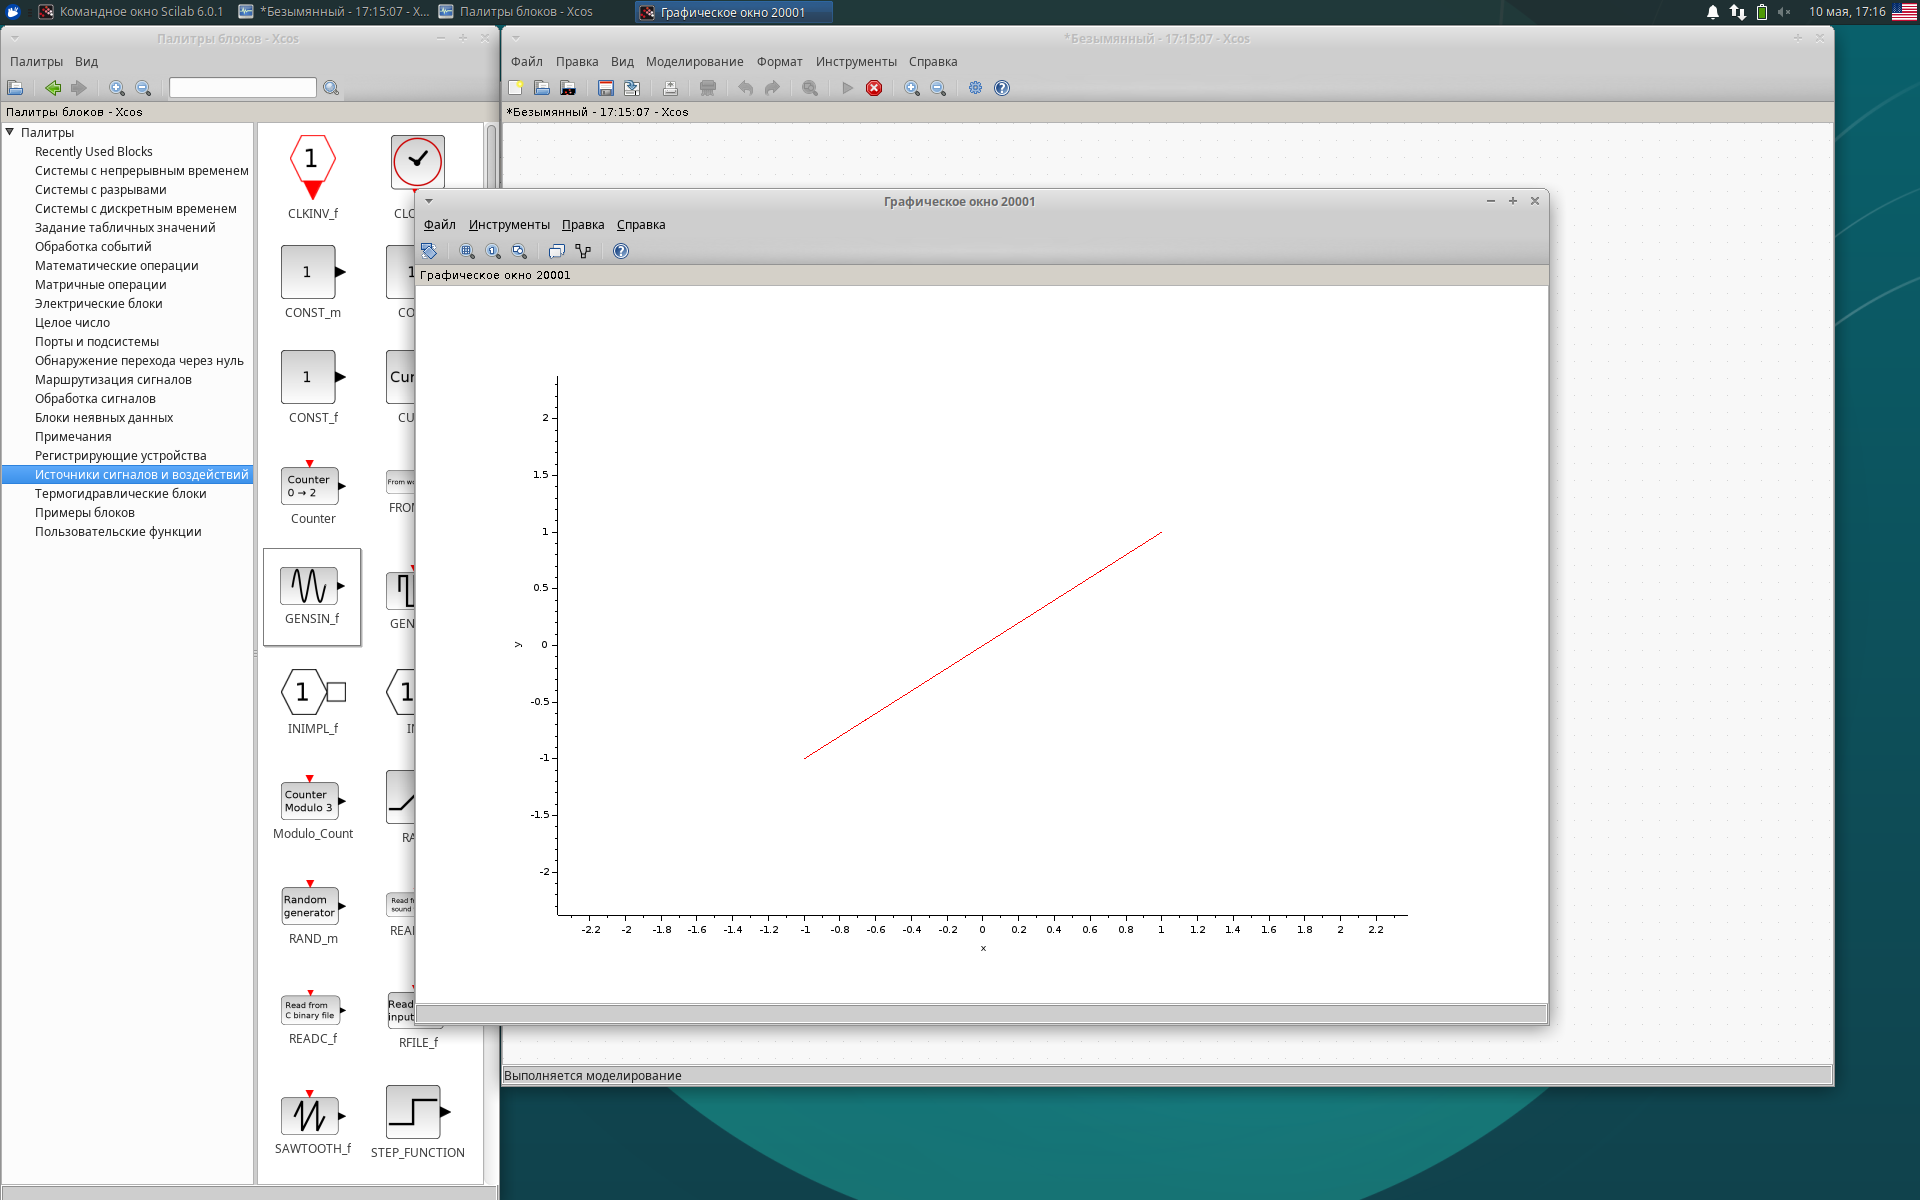 Командное окно Scilab 6.0.1
*Безымянный - 17:15:07 - X...
Палитры блоков - Xcos
Графическое окно 20001
10 мая, 17:16
Палитры блоков - Xcos
Палитры Вид
Палитры блоков - Xcos
Палитры
Recently Used Blocks
Системы с непрерывным временем
Системы с разрывами
Системы с дискретным временем
Задание табличных значений
Обработка событий
Математические операции
Матричные операции
Электрические блоки
Целое число
Порты и подсистемы
Обнаружение перехода через нуль
Маршрутизация сигналов
Обработка сигналов
Блоки неявных данных
Примечания
Регистрирующие устройства
Источники сигналов и воздействий
Термогидравлические блоки
Примеры блоков
Пользовательские функции
1
CLKINV_f
CLC
1
CONST_m
1
CO
1
CONST_f
Cur
CU
Counter
0 → 2
Counter
From wo
FRO
GENSIN_f
GEN
1
INIMPL_f
1
Counter
Modulo 3
Modulo_Count
RA
Random
generator
RAND_m
Read f
sound
REA
Read from
C binary file
READC_f
Read
input
RFILE_f
SAWTOOTH_f
STEP_FUNCTION
*Безымянный - 17:15:07 - Xcos
Файл Правка Вид Моделирование Формат Инструменты Справка
*Безымянный - 17:15:07 - Xcos
Графическое окно 20001
Файл Инструменты Правка Справка
Графическое окно 20001
2
1.5
1
0.5
0
-0.5
-1
-1.5
-2
y
-2.2 -2 -1.8 -1.6 -1.4 -1.2 -1 -0.8 -0.6 -0.4 -0.2 0 0.2 0.4 0.6 0.8 1 1.2 1.4 1.6 1.8 2 2.2
x
Выполняется моделирование